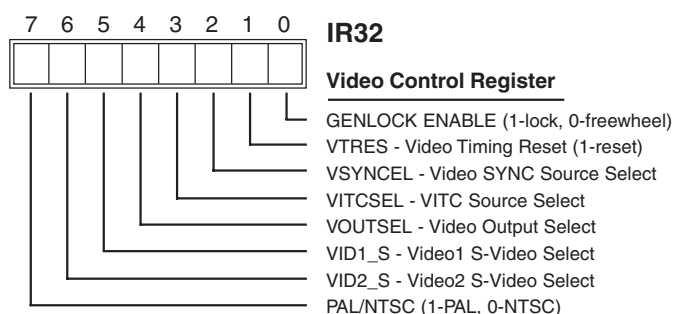 7 6 5 4 3 2 1 0
IR32
Video Control Register
GENLOCK ENABLE (1-lock, 0-freewheel)
VTRES - Video Timing Reset (1-reset)
VSYNCEL - Video SYNC Source Select
VITCSEL - VITC Source Select
VOUTSEL - Video Output Select
VID1_S - Video1 S-Video Select
VID2_S - Video2 S-Video Select
PAL/NTSC (1-PAL, 0-NTSC)